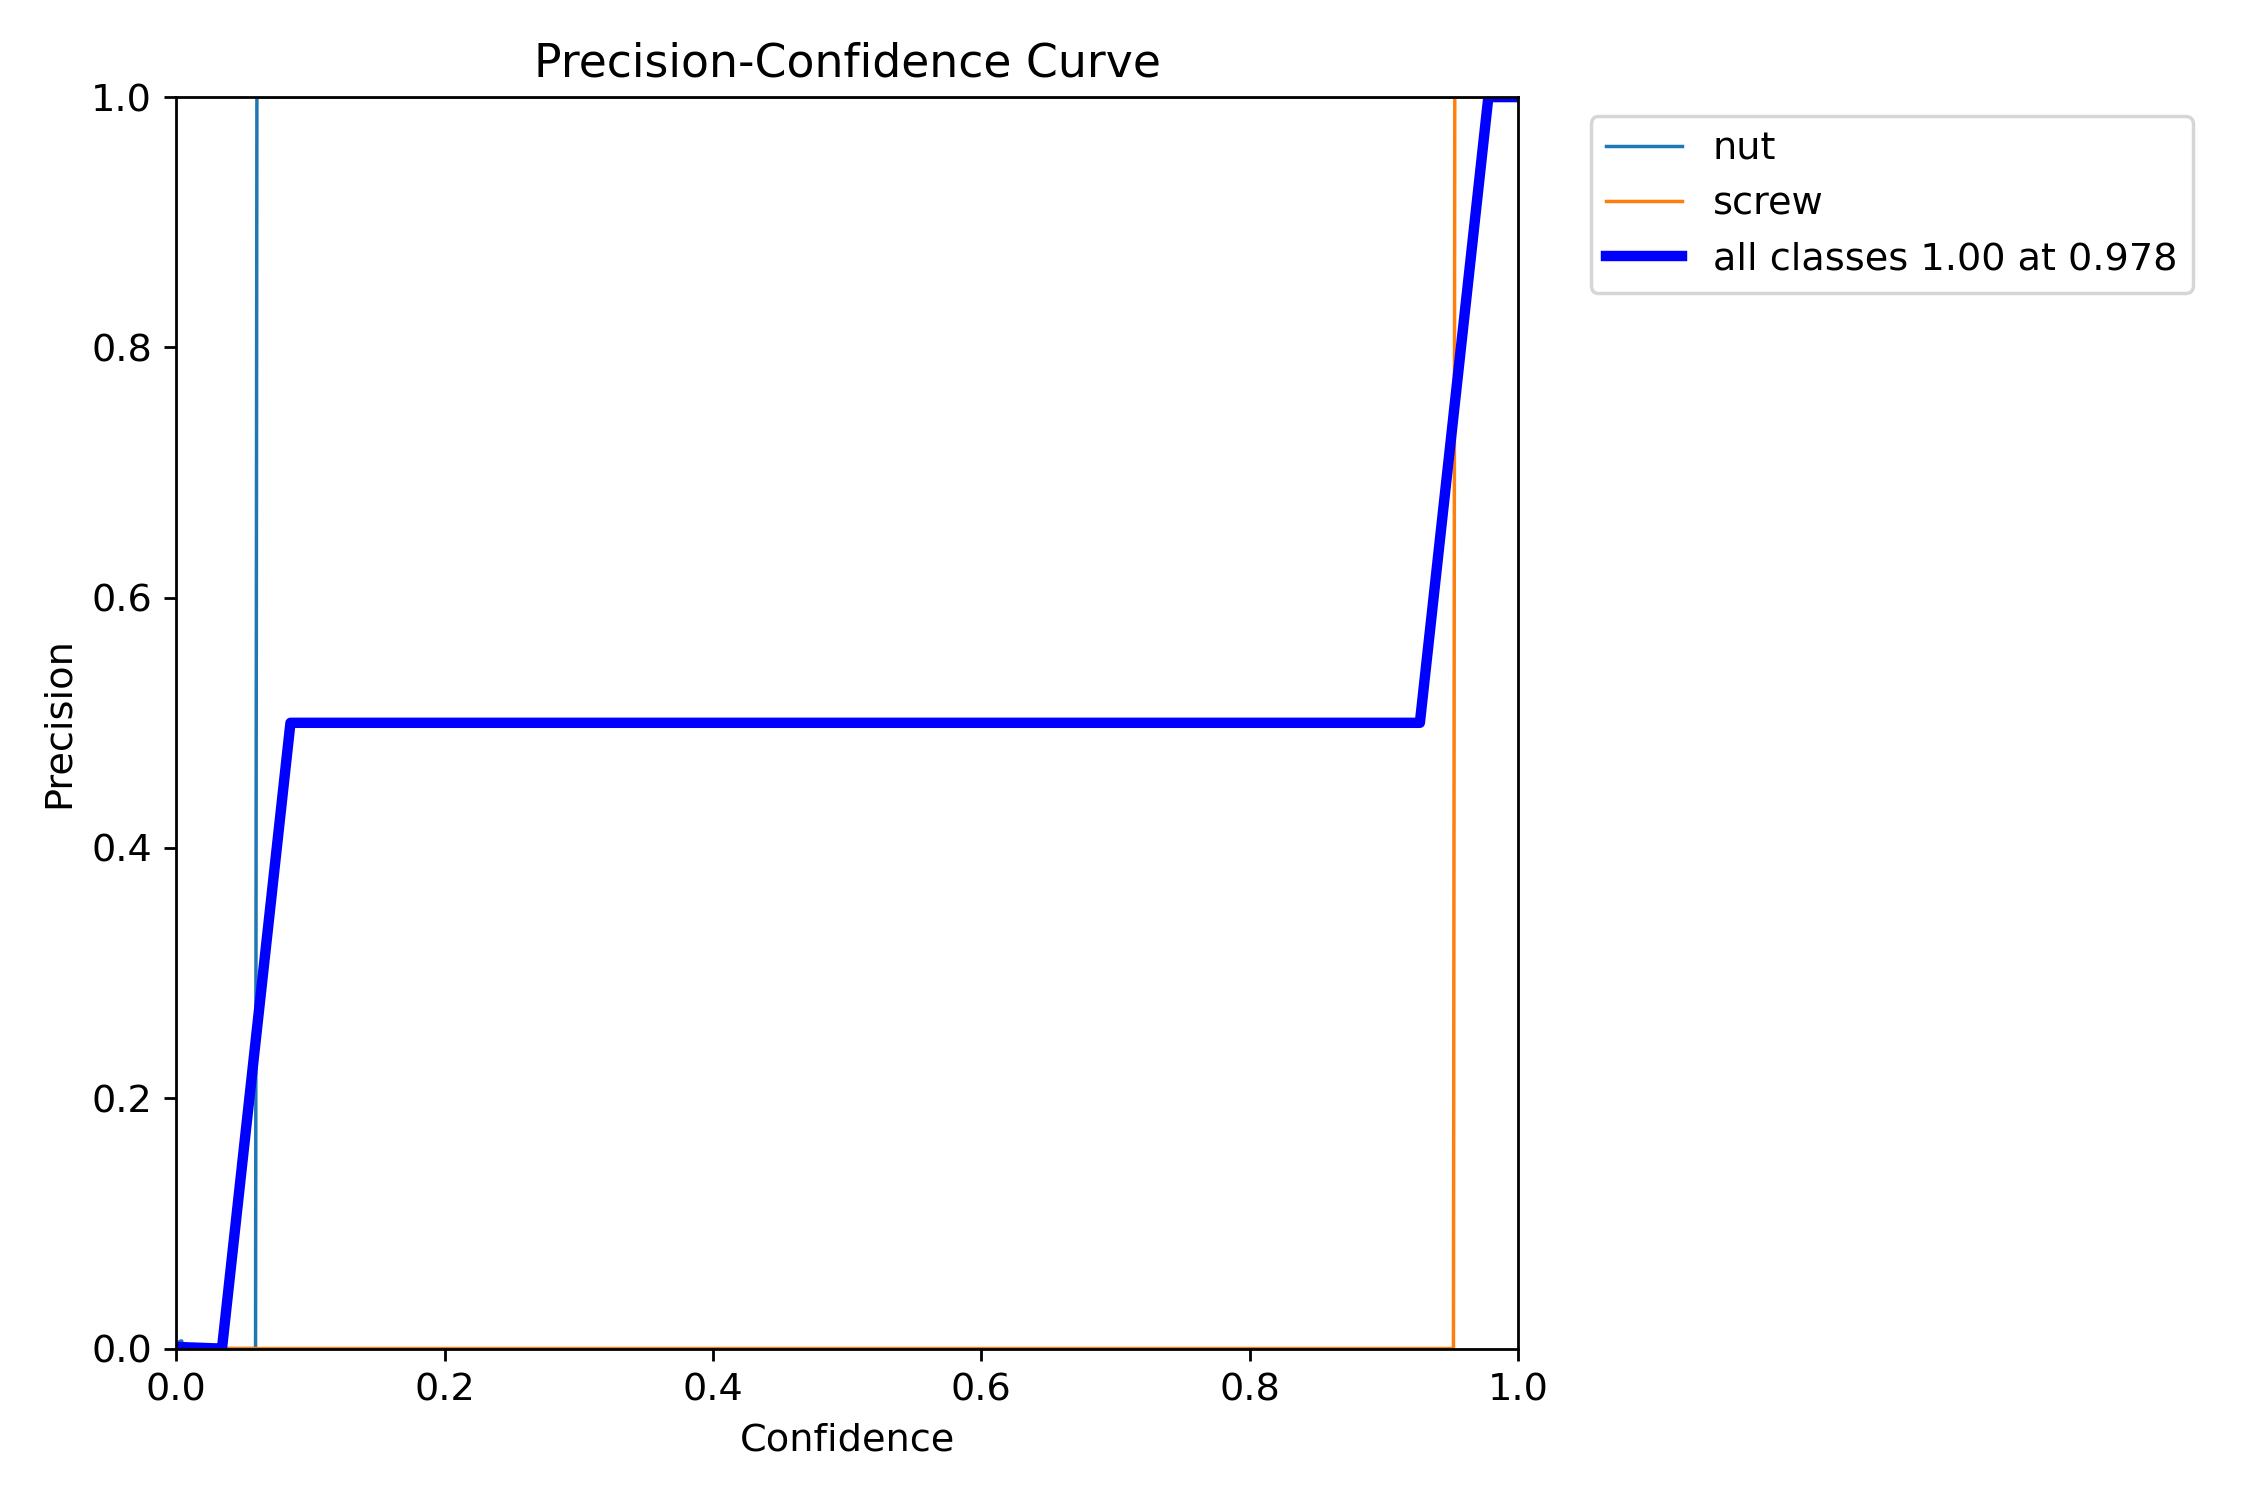 Precision-Confidence Curve
1.0
0.8
0.6
0.4
0.2
0.0
Precision
0.0 0.2 0.4 0.6 0.8 1.0
Confidence
nut
screw
all classes 1.00 at 0.978